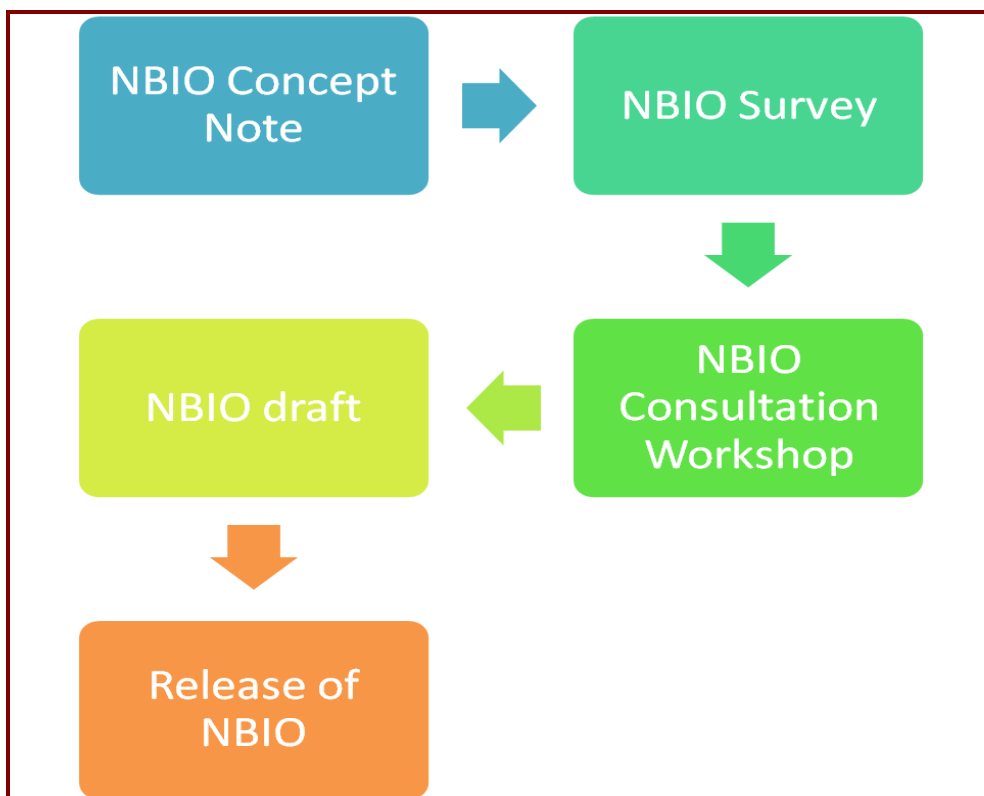 NBIO Concept
Note
NBIO Survey
NBIO
Consultation
Workshop
NBIO draft
Release of
NBIO